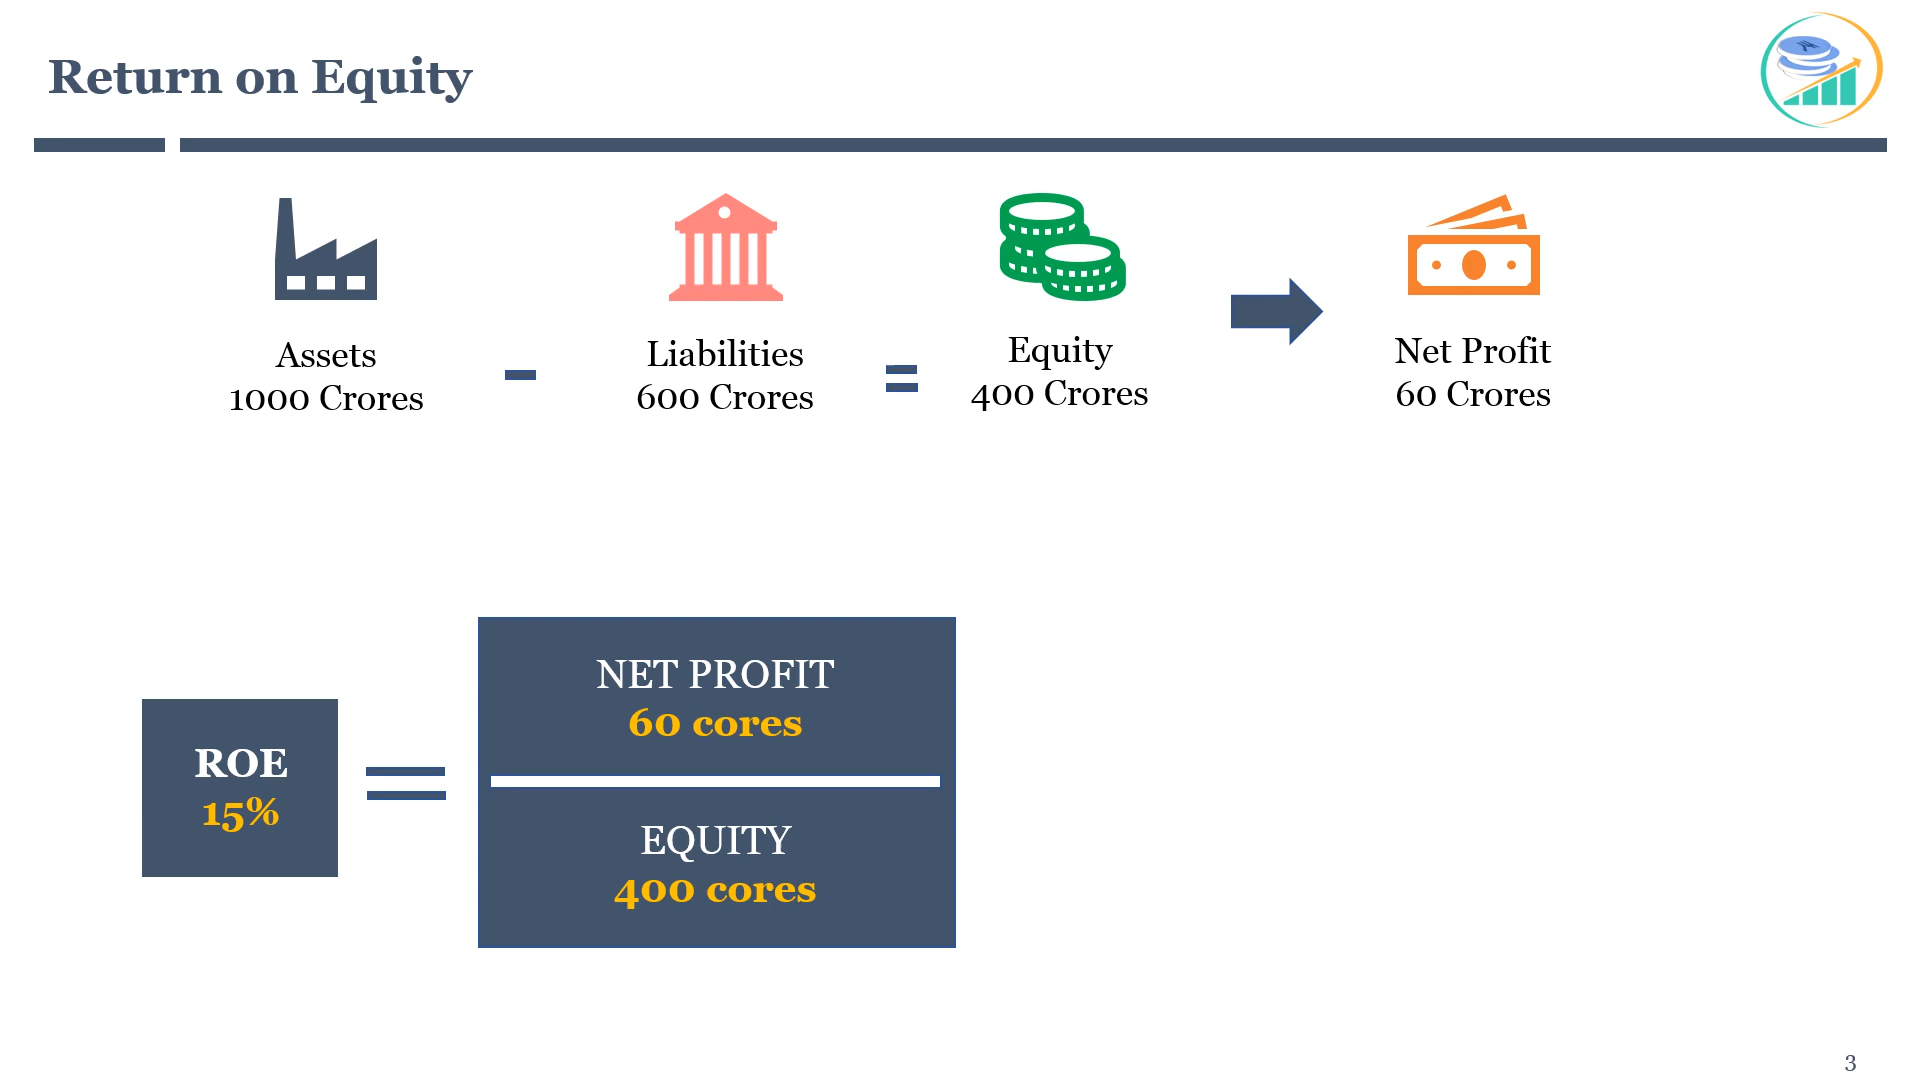 Return on Equity
Assets
1000 Crores
-
Liabilities
600 Crores
=
Equity
400 Crores
Net Profit
60 Crores
ROE
15%
=
NET PROFIT
60 cores
EQUITY
400 cores
3